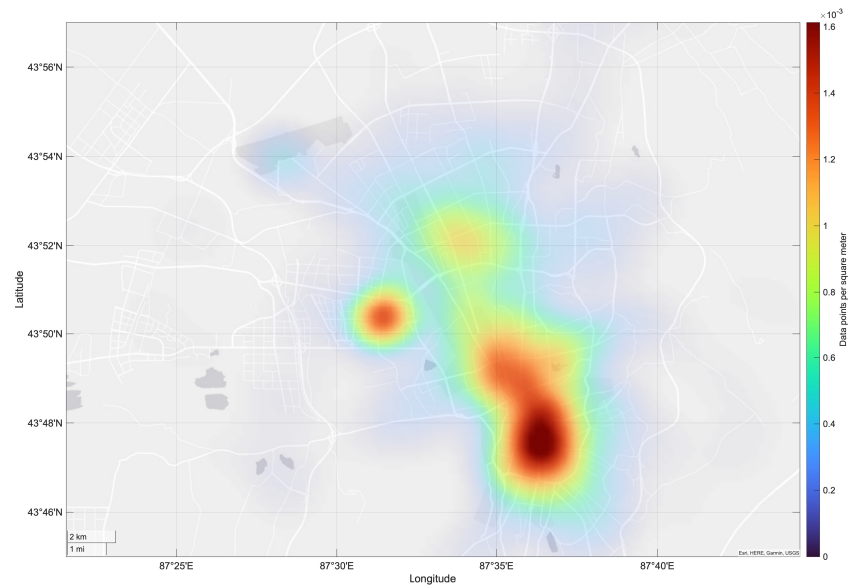 ×10⁻³
1.6
43°56'N
1.4
43°54'N
1.2
43°52'N
1
Latitude
Data points per square meter
0.8
43°50'N
0.6
43°48'N
0.4
0.2
43°46'N
2 km
1 mi
Esri, HERE, Garmin, USGS
0
87°25'E
87°30'E
87°35'E
87°40'E
Longitude